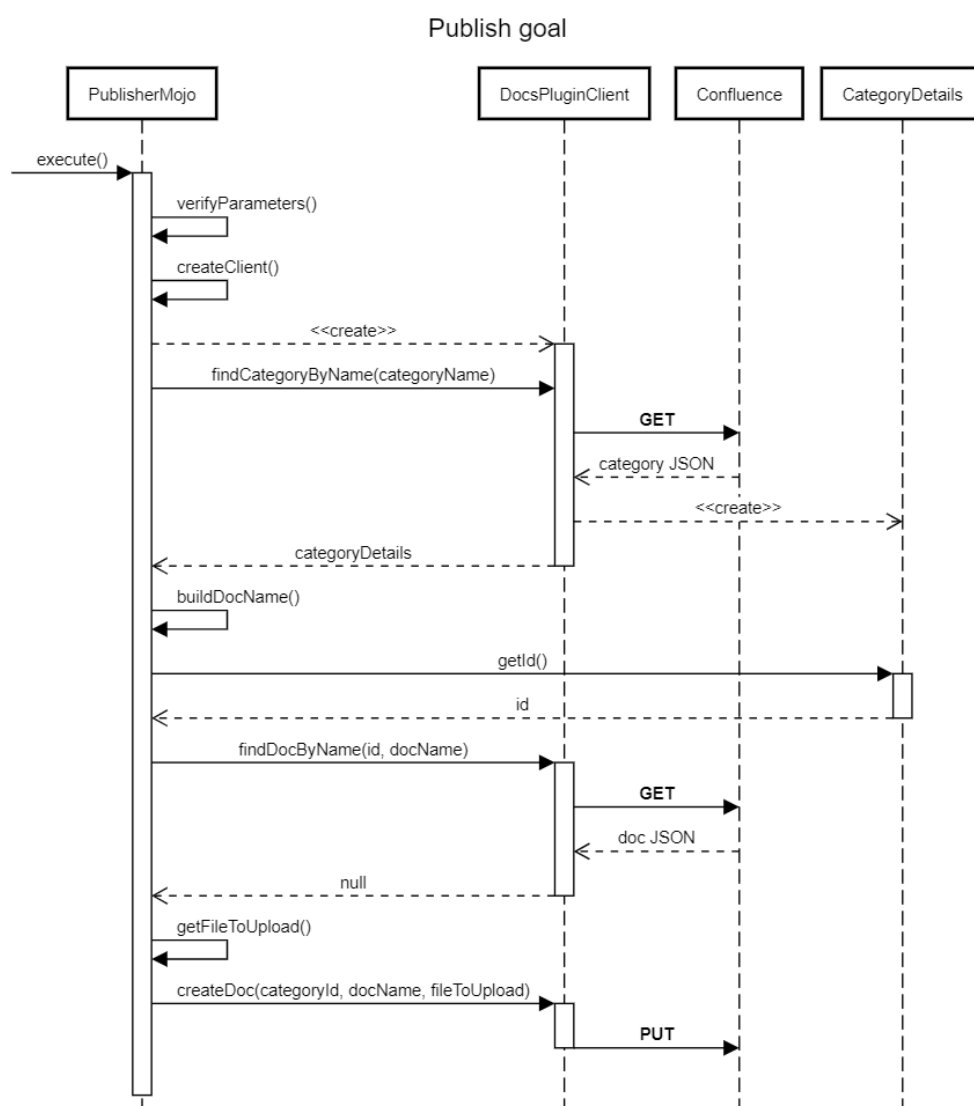 Publish goal
PublisherMojo
DocsPluginClient
Confluence
CategoryDetails
execute()
verifyParameters()
createClient()
<<create>>
findCategoryByName(categoryName)
GET
category JSON
<<create>>
categoryDetails
buildDocName()
getId()
id
findDocByName(id, docName)
GET
doc JSON
null
getFileToUpload()
createDoc(categoryId, docName, fileToUpload)
PUT